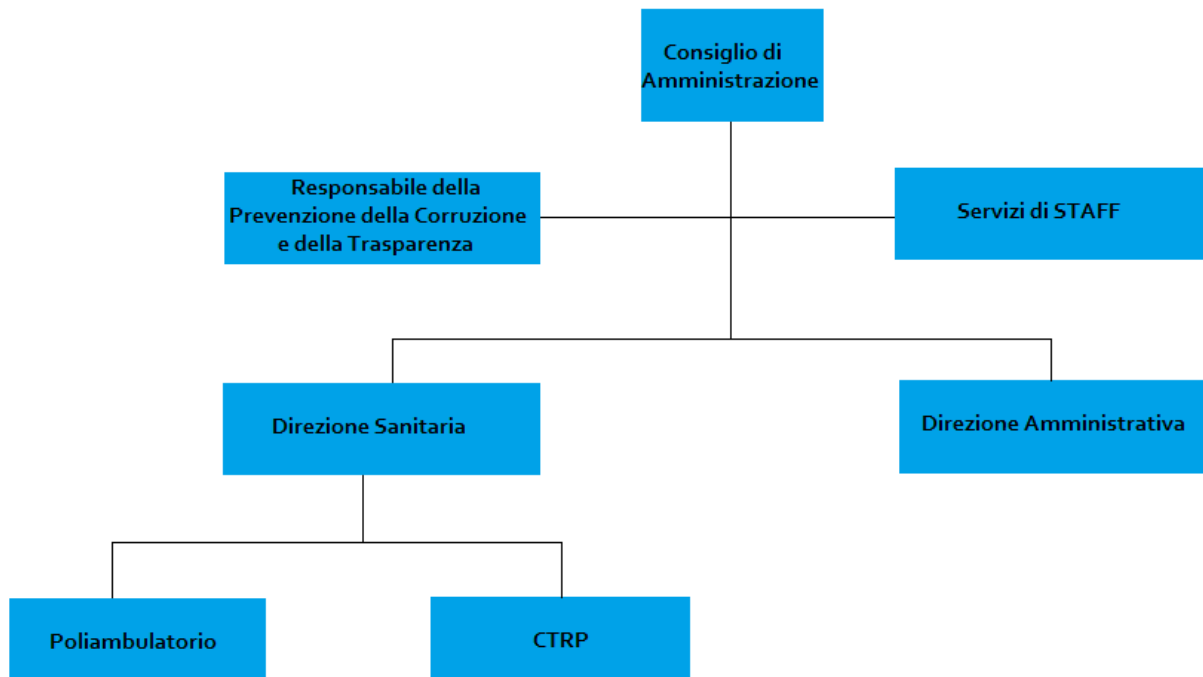 Consiglio di
Amministrazione
Responsabile della
Prevenzione della Corruzione
e della Trasparenza
Servizi di STAFF
Direzione Sanitaria
Direzione Amministrativa
Poliambulatorio
CTRP